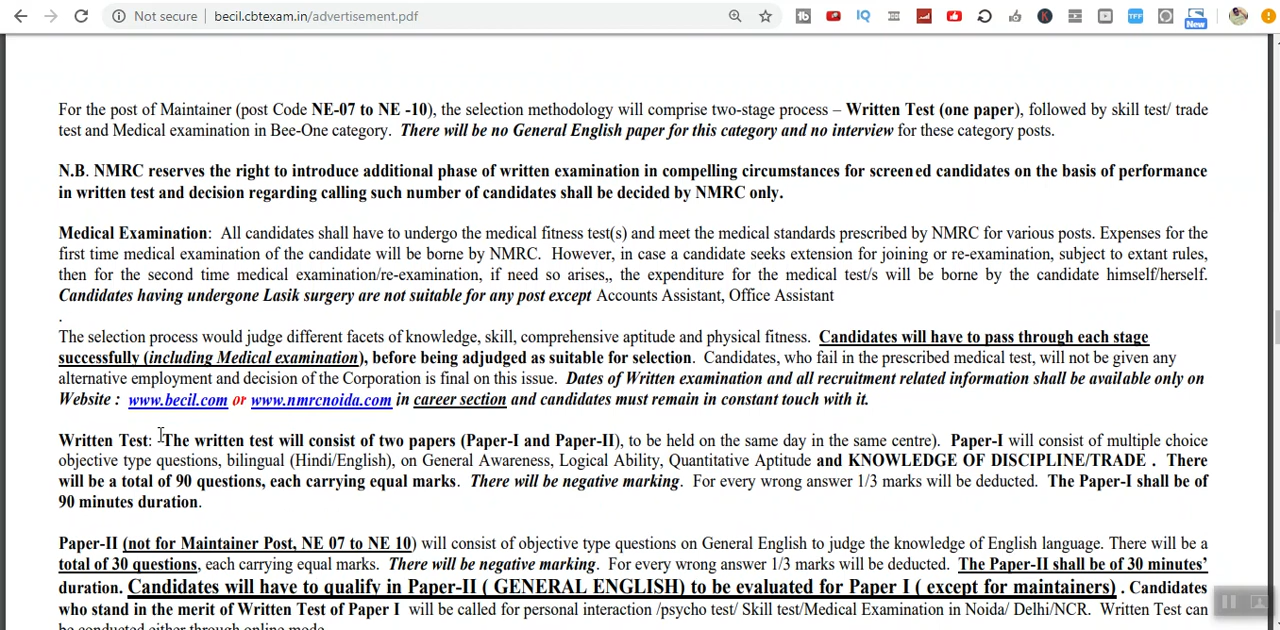 Not secure | becil.cbtexam.in/advertisement.pdf
New
For the post of Maintainer (post Code NE-07 to NE -10), the selection methodology will comprise two-stage process – Written Test (one paper), followed by skill test/ trade
test and Medical examination in Bee-One category. There will be no General English paper for this category and no interview for these category posts.
N.B. NMRC reserves the right to introduce additional phase of written examination in compelling circumstances for screened candidates on the basis of performance
in written test and decision regarding calling such number of candidates shall be decided by NMRC only.
Medical Examination: All candidates shall have to undergo the medical fitness test(s) and meet the medical standards prescribed by NMRC for various posts. Expenses for the
first time medical examination of the candidate will be borne by NMRC. However, in case a candidate seeks extension for joining or re-examination, subject to extant rules,
then for the second time medical examination/re-examination, if need so arises,, the expenditure for the medical test/s will be borne by the candidate himself/herself.
Candidates having undergone Lasik surgery are not suitable for any post except Accounts Assistant, Office Assistant
.
The selection process would judge different facets of knowledge, skill, comprehensive aptitude and physical fitness. Candidates will have to pass through each stage
successfully (including Medical examination), before being adjudged as suitable for selection. Candidates, who fail in the prescribed medical test, will not be given any
alternative employment and decision of the Corporation is final on this issue. Dates of Written examination and all recruitment related information shall be available only on
Website : www.becil.com or www.nmrcnoida.com in career section and candidates must remain in constant touch with it.
Written Test: The written test will consist of two papers (Paper-I and Paper-II), to be held on the same day in the same centre). Paper-I will consist of multiple choice
objective type questions, bilingual (Hindi/English), on General Awareness, Logical Ability, Quantitative Aptitude and KNOWLEDGE OF DISCIPLINE/TRADE . There
will be a total of 90 questions, each carrying equal marks. There will be negative marking. For every wrong answer 1/3 marks will be deducted. The Paper-I shall be of
90 minutes duration.
Paper-II (not for Maintainer Post, NE 07 to NE 10) will consist of objective type questions on General English to judge the knowledge of English language. There will be a
total of 30 questions, each carrying equal marks. There will be negative marking. For every wrong answer 1/3 marks will be deducted. The Paper-II shall be of 30 minutes'
duration. Candidates will have to qualify in Paper-II ( GENERAL ENGLISH) to be evaluated for Paper I ( except for maintainers) . Candidates
who stand in the merit of Written Test of Paper I will be called for personal interaction /psycho test/ Skill test/Medical Examination in Noida/ Delhi/NCR. Written Test can
be conducted either through online mode